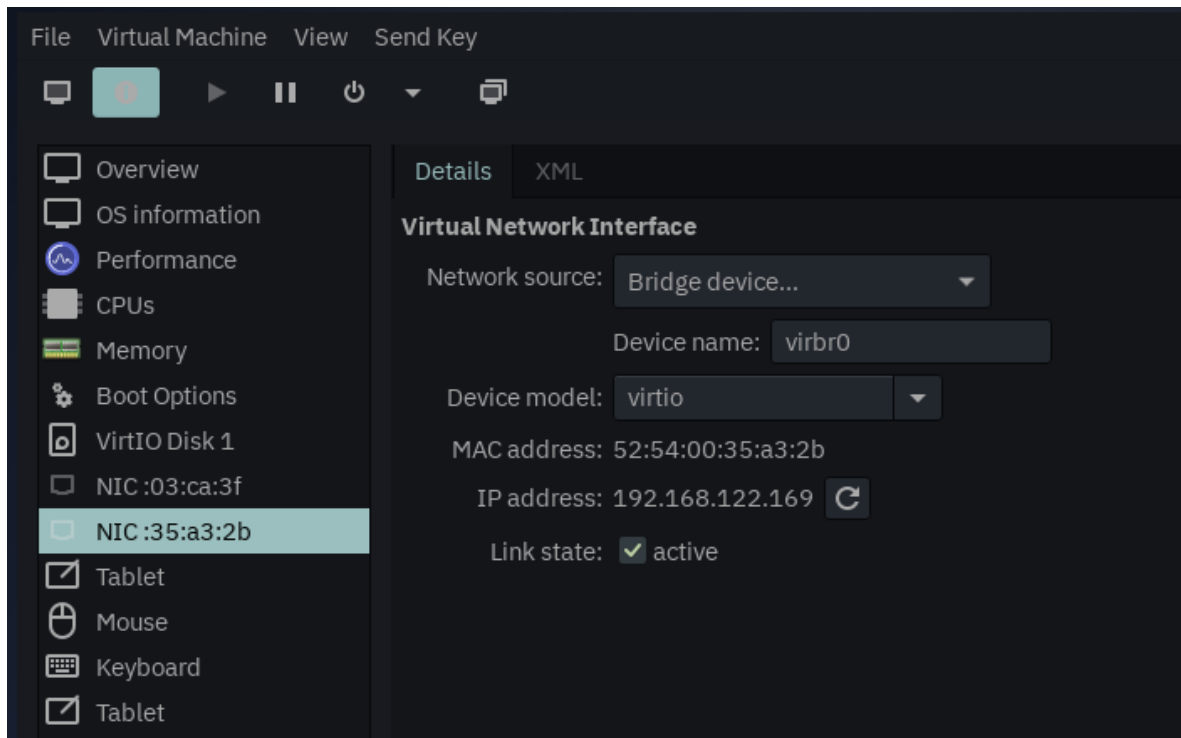 File Virtual Machine View Send Key
Overview
OS information
Performance
CPUs
Memory
Boot Options
VirtIO Disk 1
NIC :03:ca:3f
NIC :35:a3:2b
Tablet
Mouse
Keyboard
Tablet
Details XML
Virtual Network Interface
Network source: Bridge device...
Device name: virbr0
Device model: virtio
MAC address: 52:54:00:35:a3:2b
IP address: 192.168.122.169
Link state: active